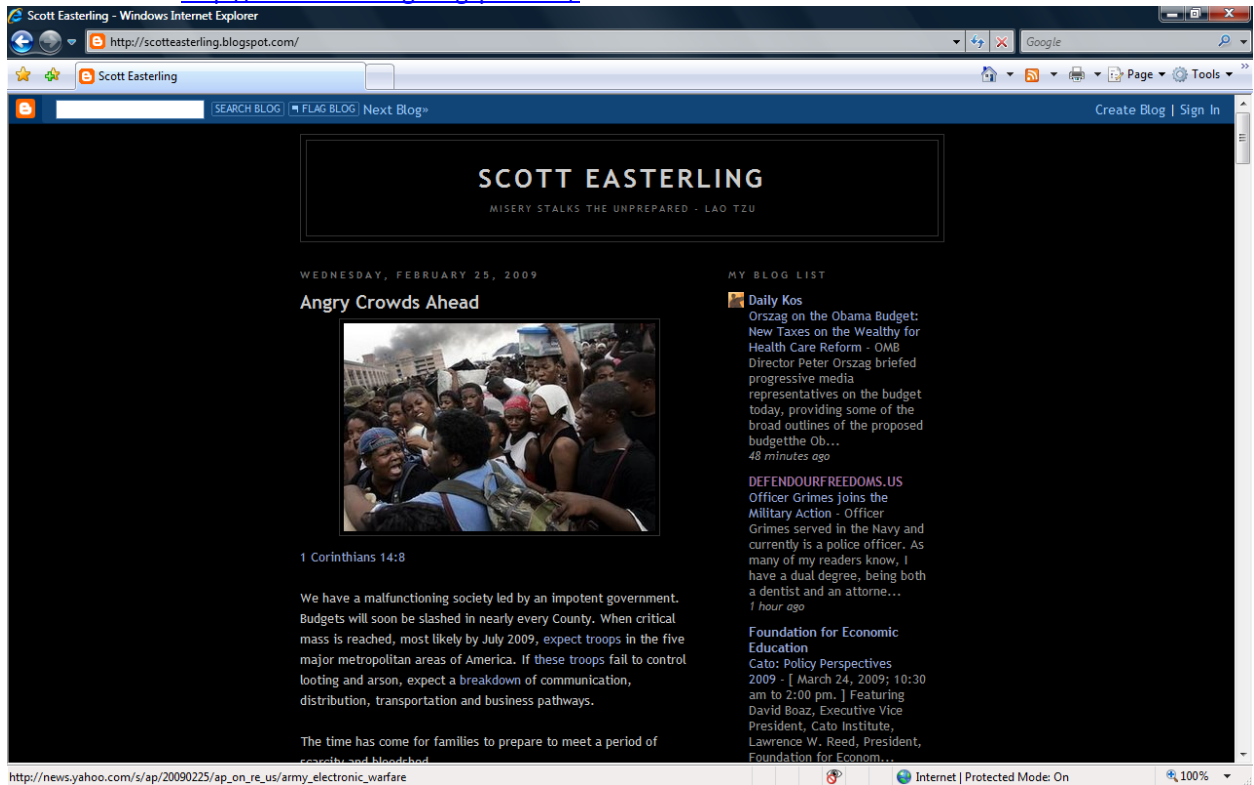 Scott Easterling - Windows Internet Explorer
http://scotteasterling.blogspot.com/
Google
Scott Easterling
Page
Tools
SEARCH BLOG
FLAG BLOG
Next Blog»
Create Blog | Sign In
SCOTT EASTERLING
MISERY STALKS THE UNPREPARED - LAO TZU
WEDNESDAY, FEBRUARY 25, 2009
Angry Crowds Ahead
1 Corinthians 14:8
We have a malfunctioning society led by an impotent government.
Budgets will soon be slashed in nearly every County. When critical
mass is reached, most likely by July 2009, expect troops in the five
major metropolitan areas of America. If these troops fail to control
looting and arson, expect a breakdown of communication,
distribution, transportation and business pathways.
The time has come for families to prepare to meet a period of
scarcity and bloodshed
MY BLOG LIST
Daily Kos
Orszag on the Obama Budget:
New Taxes on the Wealthy for
Health Care Reform - OMB
Director Peter Orszag briefed
progressive media
representatives on the budget
today, providing some of the
broad outlines of the proposed
budgetthe Ob...
48 minutes ago
DEFENDOURFREEDOMS.US
Officer Grimes joins the
Military Action - Officer
Grimes served in the Navy and
currently is a police officer. As
many of my readers know, I
have a dual degree, being both
a dentist and an attorne...
1 hour ago
Foundation for Economic
Education
Cato: Policy Perspectives
2009 - [ March 24, 2009; 10:30
am to 2:00 pm. ] Featuring
David Boaz, Executive Vice
President, Cato Institute,
Lawrence W. Reed, President,
Foundation for Econom...
http://news.yahoo.com/s/ap/20090225/ap_on_re_us/army_electronic_warfare
Internet | Protected Mode: On
100%